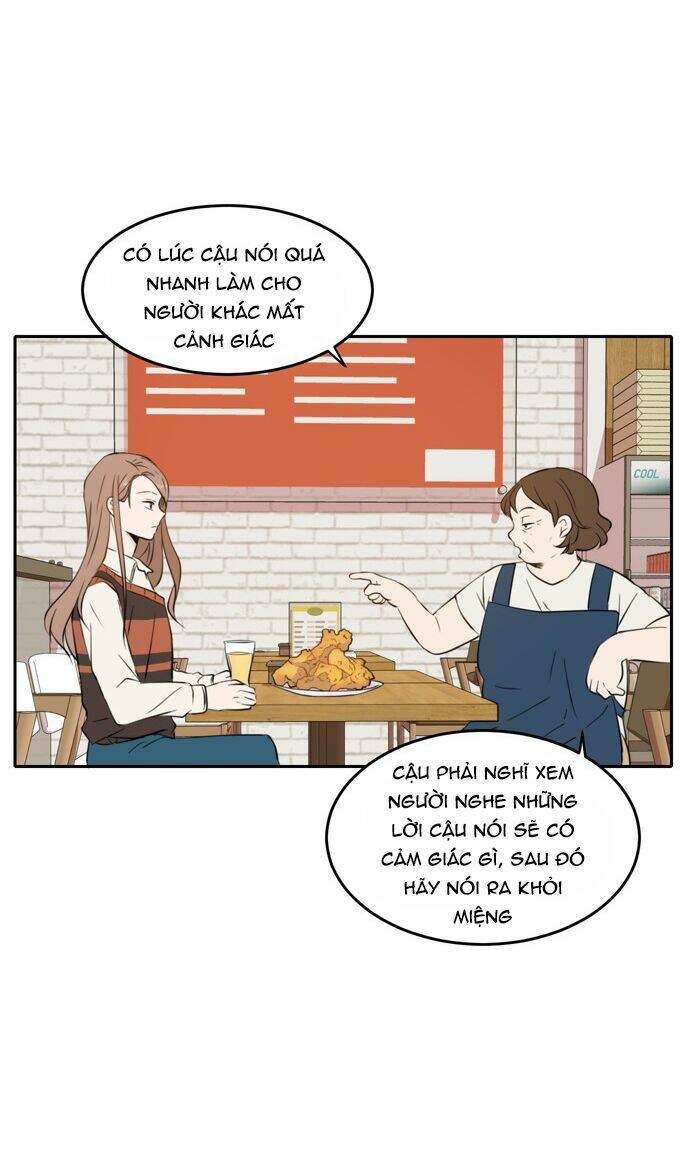 CÓ LÚC CẬU NÓI QUÁ
NHANH LÀM CHO
NGƯỜI KHÁC MẤT
CẢNH GIÁC
COOL
CẬU PHẢI NGHĨ XEM
NGƯỜI NGHE NHỮNG
LỜI CẬU NÓI SẼ CÓ
CẢM GIÁC GÌ, SAU ĐÓ
HÃY NÓI RA KHỎI
MIỆNG